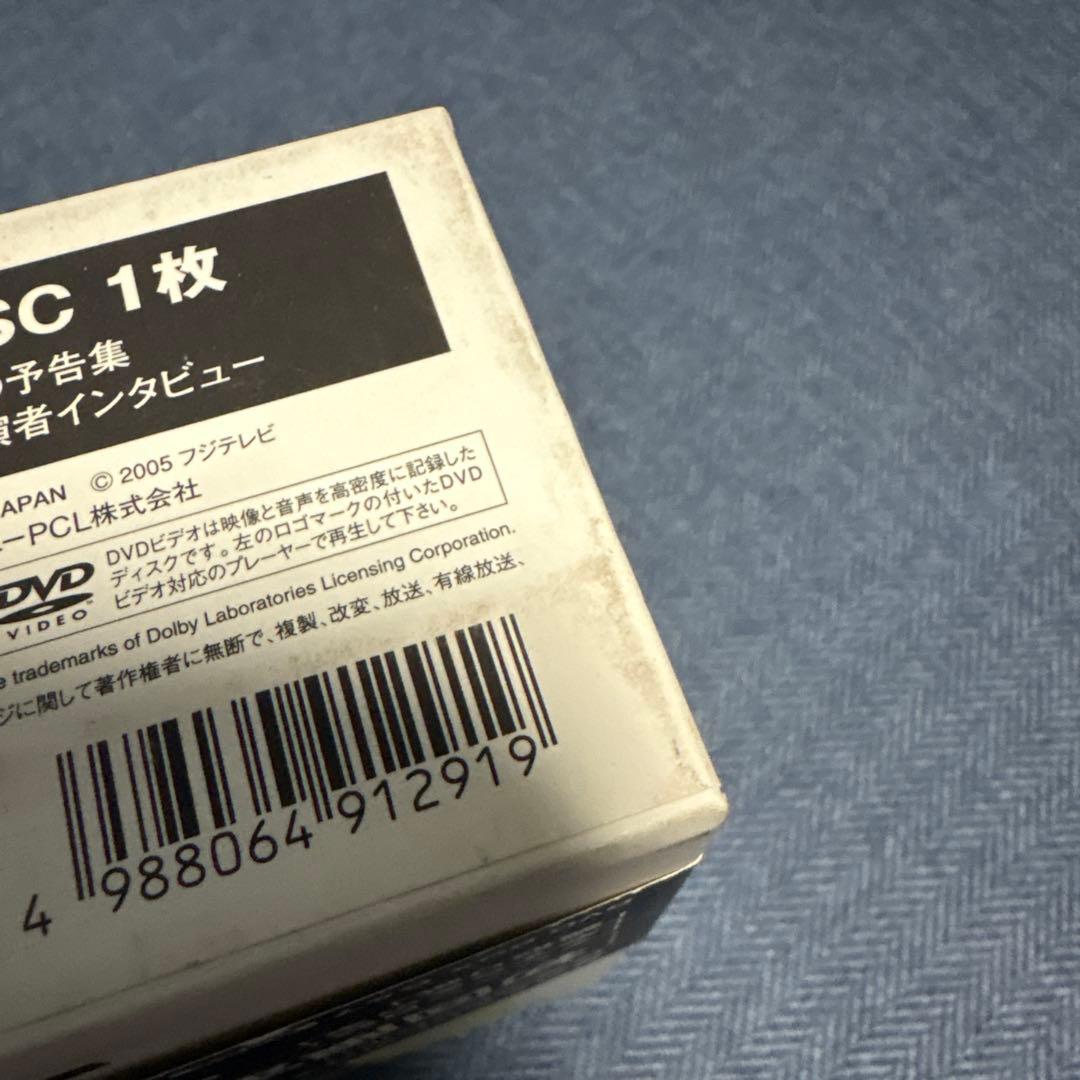 SC 1枚
予告集
演者インタビュー
JAPAN © 2005 フジテレビ
ーPCL株式会社
DVD
VIDEO
DVDビデオは映像と音声を高密度に記録した
ディスクです。左のロゴマークの付いたDVD
ビデオ対応のプレーヤーで再生して下さい。
trademarks of Dolby Laboratories Licensing Corporation.
ジに関して著作権者に無断で、複製、改変、放送、有線放送、
4 988064 912919